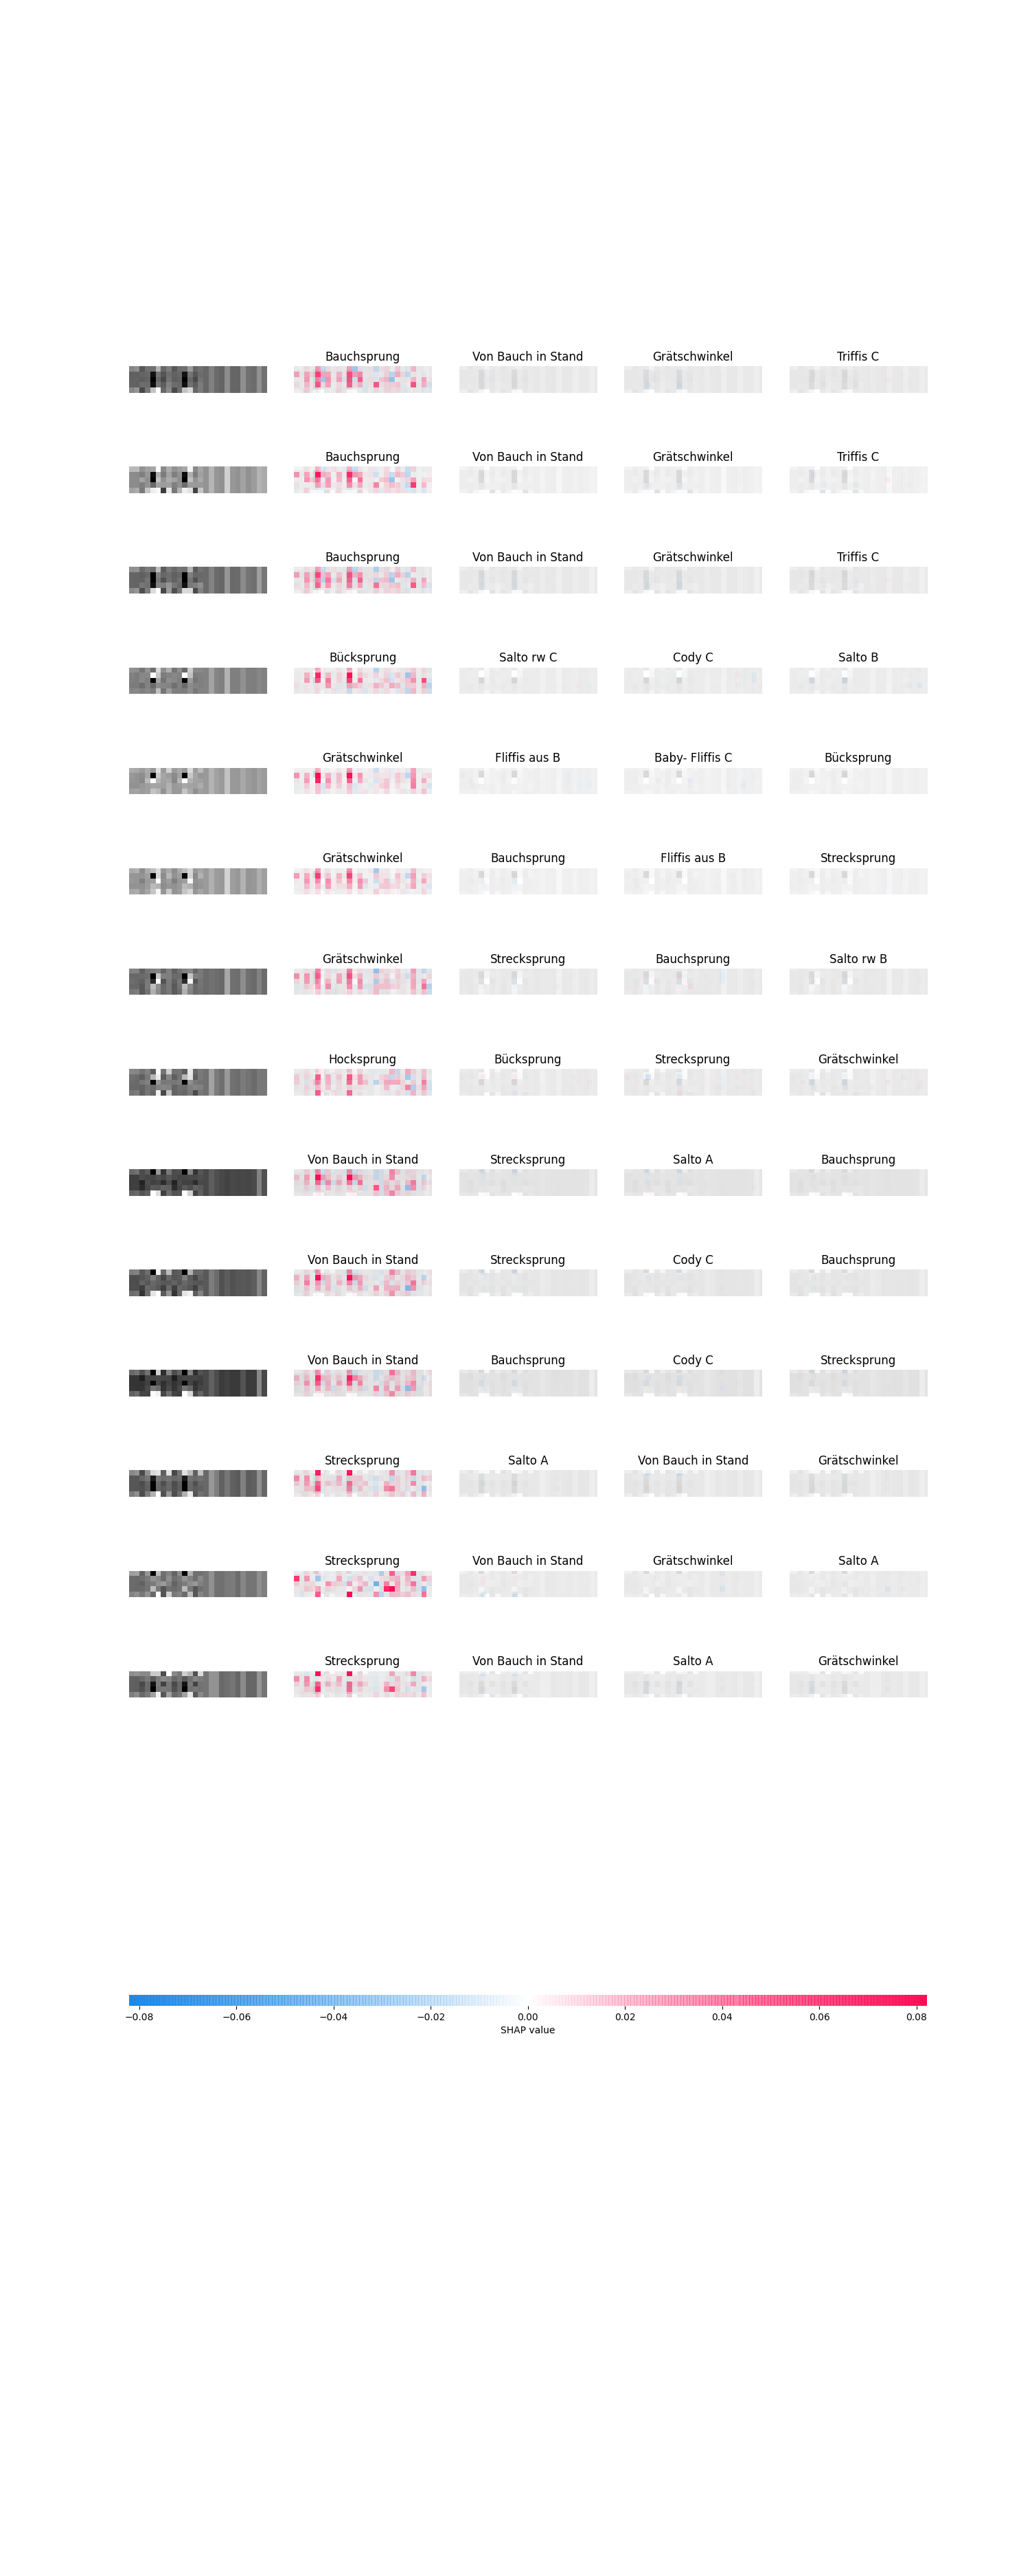 Bauchsprung Von Bauch in Stand Grätschwinkel Triffis C
Bauchsprung Von Bauch in Stand Grätschwinkel Triffis C
Bauchsprung Von Bauch in Stand Grätschwinkel Triffis C
Bücksprung Salto rw C Cody C Salto B
Grätschwinkel Fliffis aus B Baby- Fliffis C Bücksprung
Grätschwinkel Bauchsprung Fliffis aus B Strecksprung
Grätschwinkel Strecksprung Bauchsprung Salto rw B
Hocksprung Bücksprung Strecksprung Grätschwinkel
Von Bauch in Stand Strecksprung Salto A Bauchsprung
Von Bauch in Stand Strecksprung Cody C Bauchsprung
Von Bauch in Stand Bauchsprung Cody C Strecksprung
Strecksprung Salto A Von Bauch in Stand Grätschwinkel
Strecksprung Von Bauch in Stand Grätschwinkel Salto A
Strecksprung Von Bauch in Stand Salto A Grätschwinkel
−0.08 −0.06 −0.04 −0.02 0.00 0.02 0.04 0.06 0.08
SHAP value